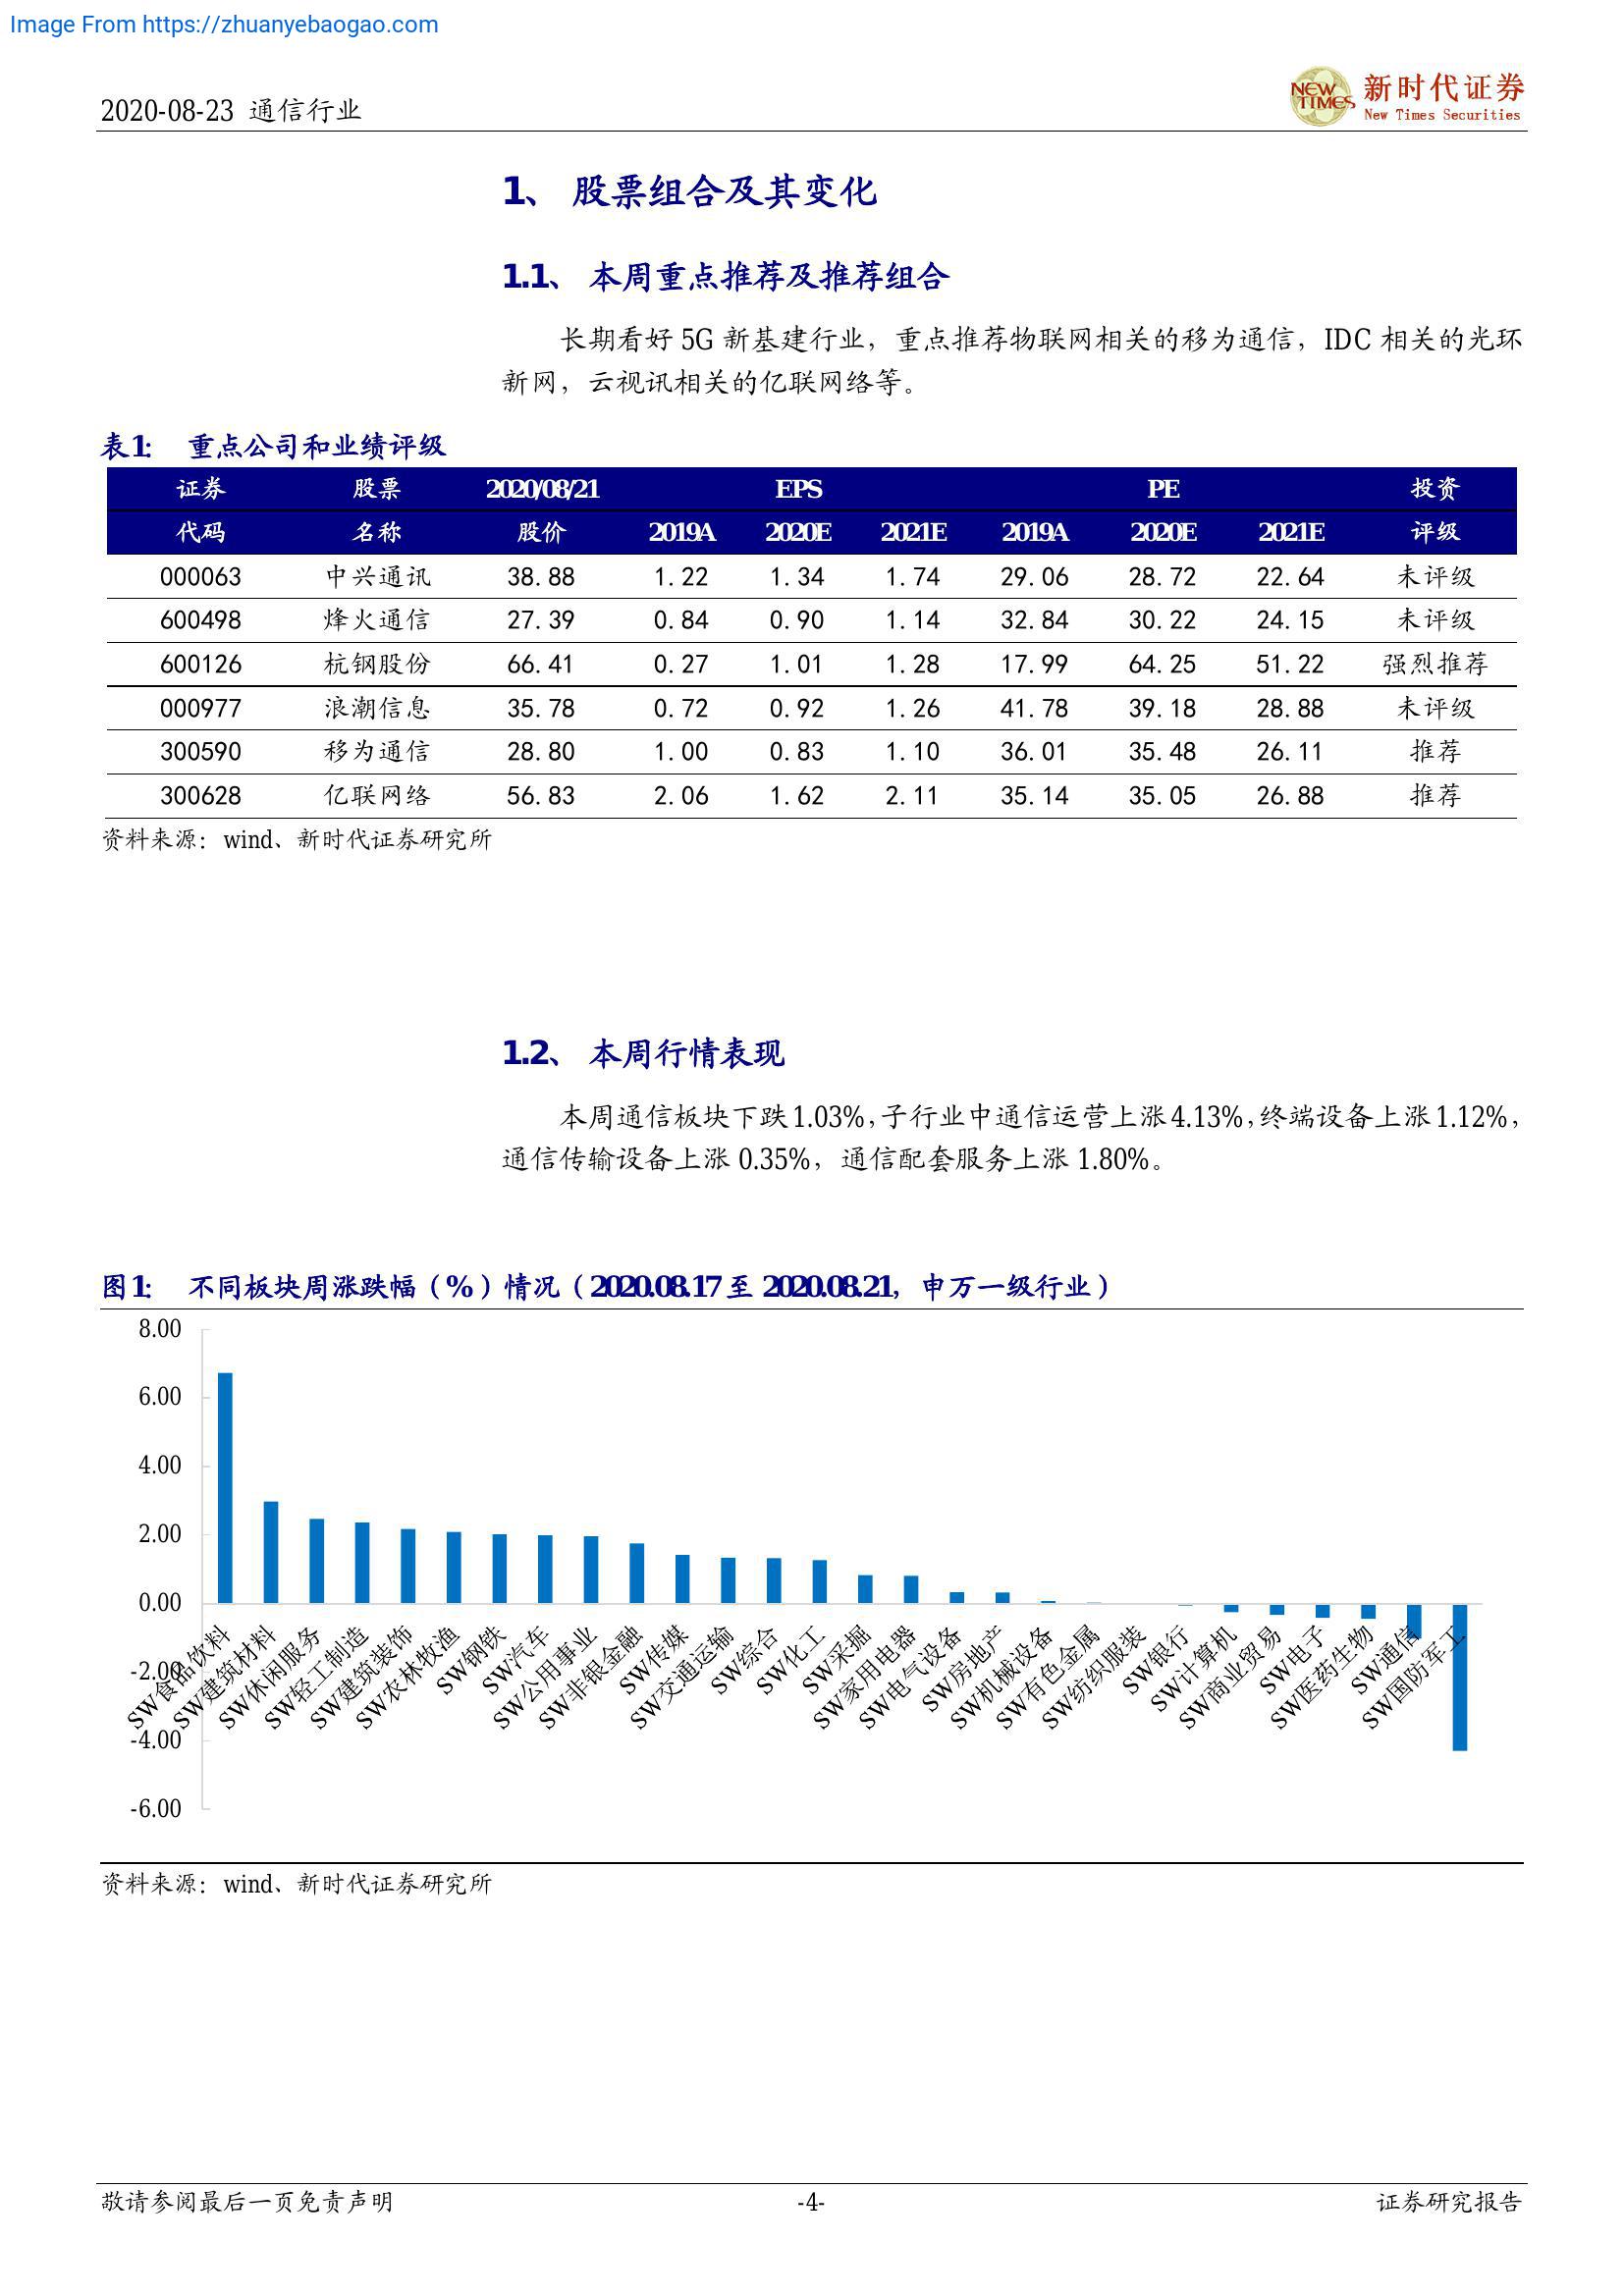 Image From https://zhuanyebaogao.com
2020-08-23 通信行业
NEW TIMES 新时代证券
New Times Securities
1、 股票组合及其变化
1.1、 本周重点推荐及推荐组合
长期看好 5G 新基建行业，重点推荐物联网相关的移为通信，IDC 相关的光环
新网，云视讯相关的亿联网络等。
表1: 重点公司和业绩评级
证券 股票 2020/08/21 EPS PE 投资
代码 名称 股价 2019A 2020E 2021E 2019A 2020E 2021E 评级
000063 中兴通讯 38.88 1.22 1.34 1.74 29.06 28.72 22.64 未评级
600498 烽火通信 27.39 0.84 0.90 1.14 32.84 30.22 24.15 未评级
600126 杭钢股份 66.41 0.27 1.01 1.28 17.99 64.25 51.22 强烈推荐
000977 浪潮信息 35.78 0.72 0.92 1.26 41.78 39.18 28.88 未评级
300590 移为通信 28.80 1.00 0.83 1.10 36.01 35.48 26.11 推荐
300628 亿联网络 56.83 2.06 1.62 2.11 35.14 35.05 26.88 推荐
资料来源：wind、新时代证券研究所
1.2、 本周行情表现
本周通信板块下跌1.03%,子行业中通信运营上涨4.13%,终端设备上涨1.12%,
通信传输设备上涨 0.35%，通信配套服务上涨 1.80%。
图1: 不同板块周涨跌幅（%）情况（2020.08.17 至 2020.08.21，申万一级行业）
8.00
6.00
4.00
2.00
0.00
-2.00
-4.00
-6.00
SW食品饮料
SW建筑材料
SW休闲服务
SW轻工制造
SW建筑装饰
SW农林牧渔
SW钢铁
SW汽车
SW公用事业
SW非银金融
SW传媒
SW交通运输
SW综合
SW化工
SW采掘
SW家用电器
SW电气设备
SW房地产
SW机械设备
SW有色金属
SW纺织服装
SW银行
SW计算机
SW商业贸易
SW电子
SW医药生物
SW通信
SW国防军工
资料来源：wind、新时代证券研究所
敬请参阅最后一页免责声明 -4- 证券研究报告